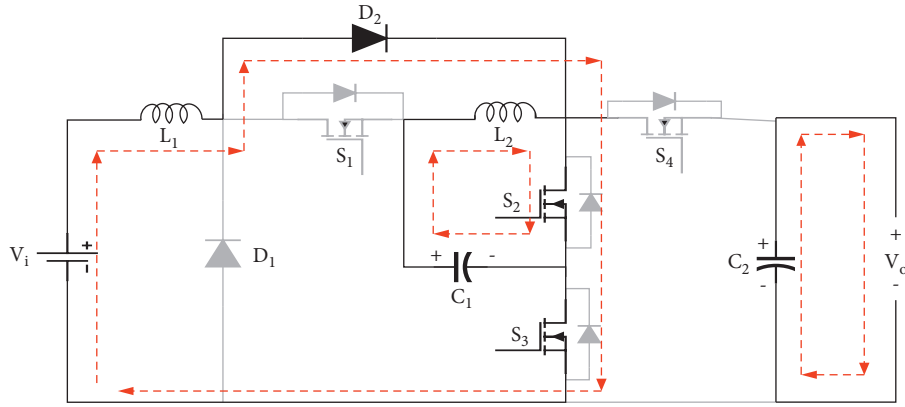 D₂
L₁
S₁
L₂
S₄
S₂
Vᵢ
+
-
D₁
+
-
C₁
+
C₂
-
+
Vₒ
-
S₃